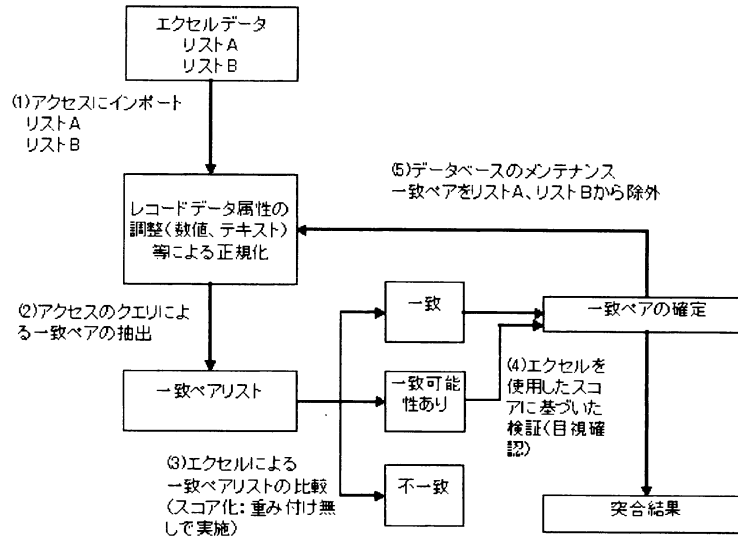 エクセルデータ
リストA
リストB
(1)アクセスにインポート
リストA
リストB
レコードデータ属性の
調整(数値、テキスト)
等による正規化
(5)データベースのメンテナンス
一致ペアをリストA、リストBから除外
(2)アクセスのクエリによ
る一致ペアの抽出
一致ペアリスト
一致
一致可能
性あり
不一致
一致ペアの確定
(4)エクセルを
使用したスコ
アに基づいた
検証(目視確
認)
(3)エクセルによる
一致ペアリストの比較
(スコア化:重み付け無
しで実施)
突合結果